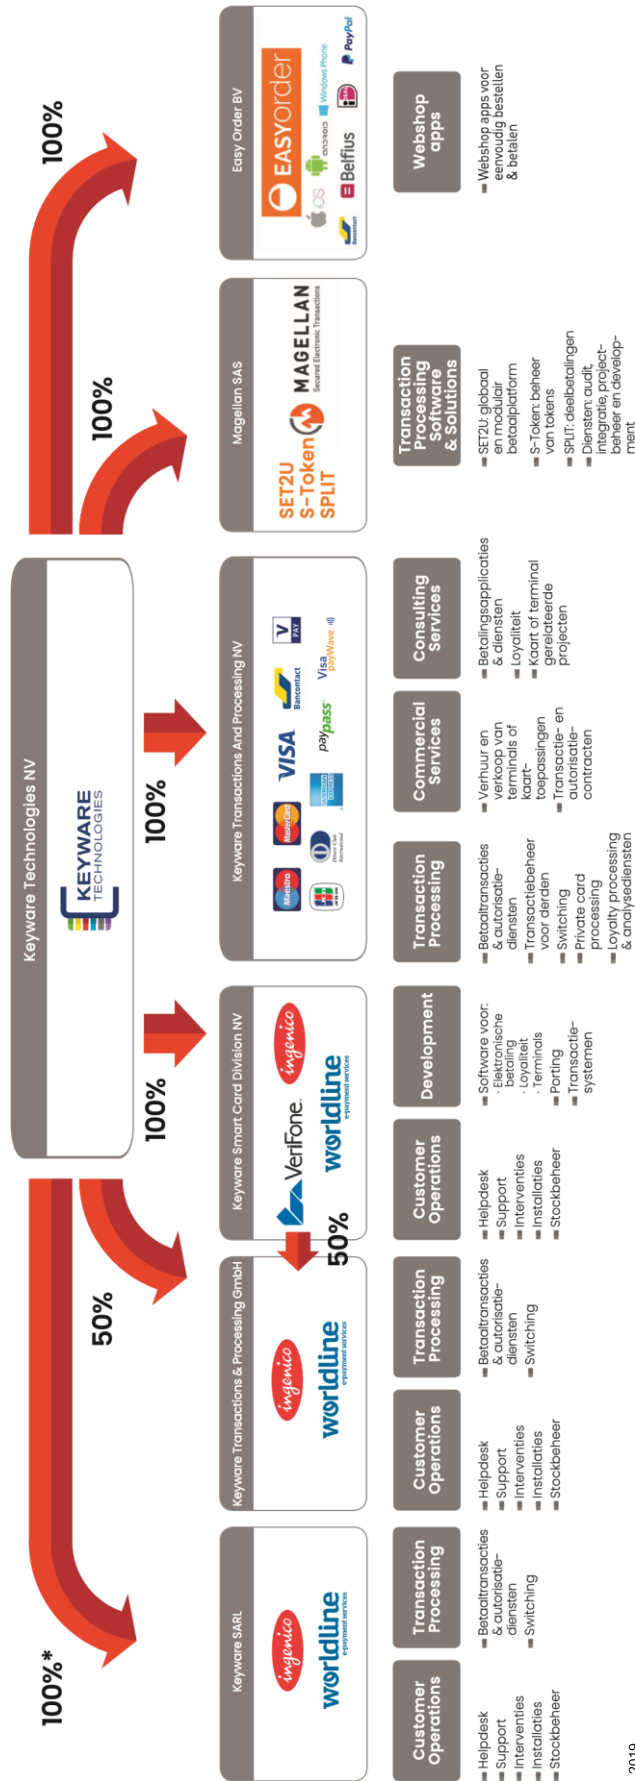 Keyware Technologies NV
KEYWARE
TECHNOLOGIES
100%*
50%
100%
100%
100%
100%
Keyware SARL
ingenico
worldline
e-payment services
Customer
Operations
Helpdesk
Support
Interventies
Installaties
Stockbeheer
Transaction
Processing
Betaaltransacties
& autorisatie-
diensten
Switching
Keyware Transactions & Processing GmbH
ingenico
worldline
e-payment services
50%
Customer
Operations
Helpdesk
Support
Interventies
Installaties
Stockbeheer
Transaction
Processing
Betaaltransacties
& autorisatie-
diensten
Switching
Keyware Smart Card Division NV
VeriFone.
ingenico
worldline
e-payment services
Customer
Operations
Helpdesk
Support
Interventies
Installaties
Stockbeheer
Development
Software voor:
· Elektronische
betaling
· Loyaliteit
· Terminals
Porting
Transactie-
systemen
Keyware Transactions And Processing NV
Maestro
MasterCard
VISA
Bancontact
V
PAY
JCB
Diners Club
International
AMERICAN
EXPRESS
paypass
Visa
payWave
Transaction
Processing
Betaaltransacties
& autorisatie-
diensten
Transactiebeheer
voor derden
Switching
Private card
processing
Loyalty processing
& analysediensten
Commercial
Services
Verhuur en
verkoop van
terminals of
kaart-
toepassingen
Transactie- en
autorisatie-
contracten
Consulting
Services
Betalingsapplicaties
& diensten
Loyaliteit
Kaart of terminal
gerelateerde
projecten
Magellan SAS
SET2U
S-Token
SPLIT
MAGELLAN
Secured Electronic Transactions
Transaction
Processing
Software
& Solutions
SET2U: globaal
en modulair
betaalplatform
S-Token: beheer
van tokens
SPLIT: deelbetalingen
Diensten: audit,
integratie, project-
beheer en develop-
ment
Easy Order BV
EASYorder
iOS
android
Windows Phone
Bancontact
Belfius
iDEAL
PayPal
Webshop
apps
Webshop apps voor
eenvoudig bestellen
& betalen
2019